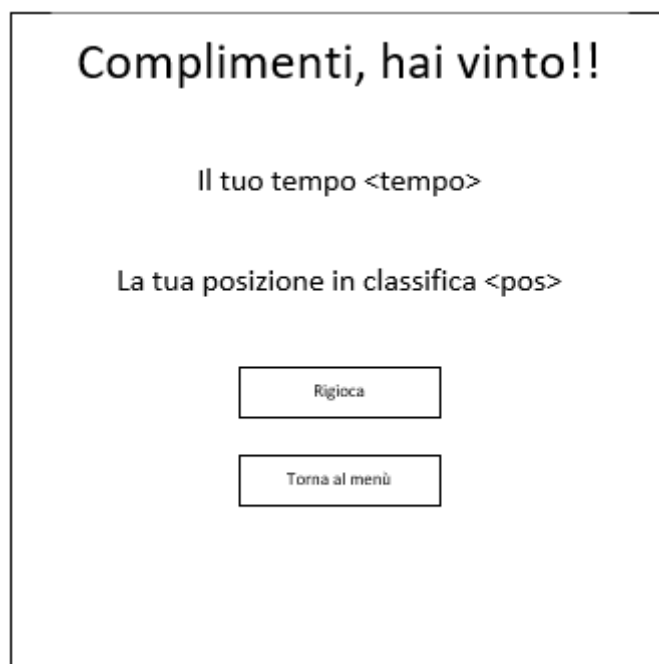 Complimenti, hai vinto!!
Il tuo tempo <tempo>
La tua posizione in classifica <pos>
Rigioca
Torna al menù